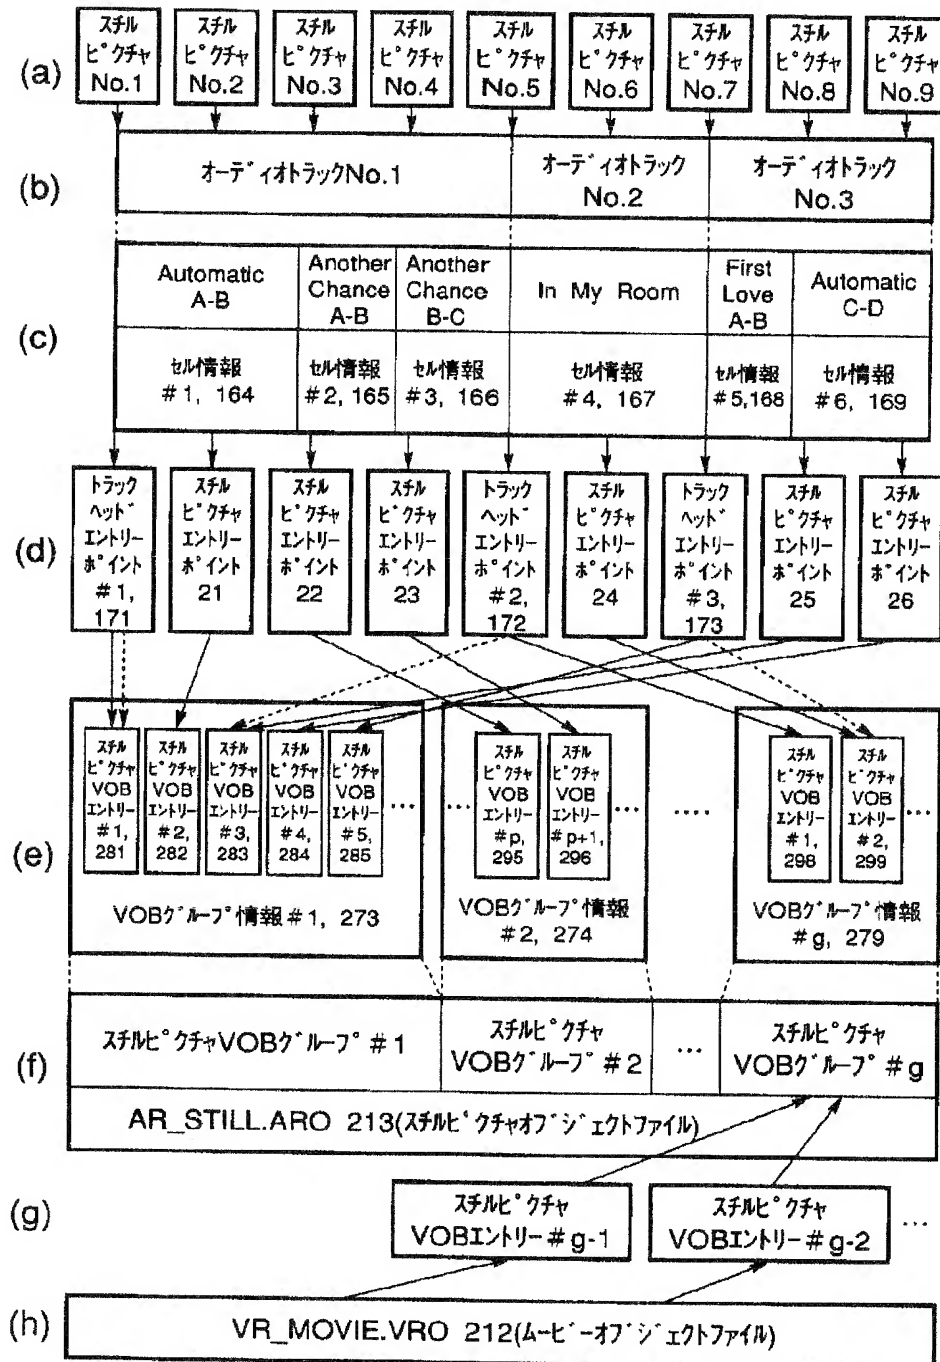 (a)
ｽﾁﾙ
ﾋﾟｸﾁｬ
No.1
ｽﾁﾙ
ﾋﾟｸﾁｬ
No.2
ｽﾁﾙ
ﾋﾟｸﾁｬ
No.3
ｽﾁﾙ
ﾋﾟｸﾁｬ
No.4
ｽﾁﾙ
ﾋﾟｸﾁｬ
No.5
ｽﾁﾙ
ﾋﾟｸﾁｬ
No.6
ｽﾁﾙ
ﾋﾟｸﾁｬ
No.7
ｽﾁﾙ
ﾋﾟｸﾁｬ
No.8
ｽﾁﾙ
ﾋﾟｸﾁｬ
No.9
(b)
ｵｰﾃﾞｨｵﾄﾗｯｸNo.1
ｵｰﾃﾞｨｵﾄﾗｯｸ
No.2
ｵｰﾃﾞｨｵﾄﾗｯｸ
No.3
(c)
Automatic
A-B
Another
Chance
A-B
Another
Chance
B-C
In My Room
First
Love
A-B
Automatic
C-D
ｾﾙ情報
#1, 164
ｾﾙ情報
#2, 165
ｾﾙ情報
#3, 166
ｾﾙ情報
#4, 167
ｾﾙ情報
#5,168
ｾﾙ情報
#6, 169
(d)
ﾄﾗｯｸ
ﾍｯﾄﾞ
ｴﾝﾄﾘｰ
ﾎﾟｲﾝﾄ
#1,
171
ｽﾁﾙ
ﾋﾟｸﾁｬ
ｴﾝﾄﾘｰ
ﾎﾟｲﾝﾄ
21
ｽﾁﾙ
ﾋﾟｸﾁｬ
ｴﾝﾄﾘｰ
ﾎﾟｲﾝﾄ
22
ｽﾁﾙ
ﾋﾟｸﾁｬ
ｴﾝﾄﾘｰ
ﾎﾟｲﾝﾄ
23
ﾄﾗｯｸ
ﾍｯﾄﾞ
ｴﾝﾄﾘｰ
ﾎﾟｲﾝﾄ
#2,
172
ｽﾁﾙ
ﾋﾟｸﾁｬ
ｴﾝﾄﾘｰ
ﾎﾟｲﾝﾄ
24
ﾄﾗｯｸ
ﾍｯﾄﾞ
ｴﾝﾄﾘｰ
ﾎﾟｲﾝﾄ
#3,
173
ｽﾁﾙ
ﾋﾟｸﾁｬ
ｴﾝﾄﾘｰ
ﾎﾟｲﾝﾄ
25
ｽﾁﾙ
ﾋﾟｸﾁｬ
ｴﾝﾄﾘｰ
ﾎﾟｲﾝﾄ
26
(e)
ｽﾁﾙ
ﾋﾟｸﾁｬ
VOB
ｴﾝﾄﾘｰ
#1,
281
ｽﾁﾙ
ﾋﾟｸﾁｬ
VOB
ｴﾝﾄﾘｰ
#2,
282
ｽﾁﾙ
ﾋﾟｸﾁｬ
VOB
ｴﾝﾄﾘｰ
#3,
283
ｽﾁﾙ
ﾋﾟｸﾁｬ
VOB
ｴﾝﾄﾘｰ
#4,
284
ｽﾁﾙ
ﾋﾟｸﾁｬ
VOB
ｴﾝﾄﾘｰ
#5,
285
....
VOBｸﾞﾙｰﾌﾟ情報#1, 273
....
ｽﾁﾙ
ﾋﾟｸﾁｬ
VOB
ｴﾝﾄﾘｰ
#p,
295
ｽﾁﾙ
ﾋﾟｸﾁｬ
VOB
ｴﾝﾄﾘｰ
#p+1,
296
....
VOBｸﾞﾙｰﾌﾟ情報
#2, 274
....
ｽﾁﾙ
ﾋﾟｸﾁｬ
VOB
ｴﾝﾄﾘｰ
#1,
298
ｽﾁﾙ
ﾋﾟｸﾁｬ
VOB
ｴﾝﾄﾘｰ
#2,
299
...
VOBｸﾞﾙｰﾌﾟ情報
#g, 279
(f)
ｽﾁﾙﾋﾟｸﾁｬVOBｸﾞﾙｰﾌﾟ#1
ｽﾁﾙﾋﾟｸﾁｬ
VOBｸﾞﾙｰﾌﾟ#2
...
ｽﾁﾙﾋﾟｸﾁｬ
VOBｸﾞﾙｰﾌﾟ#g
AR_STILL.ARO 213(ｽﾁﾙﾋﾟｸﾁｬｵﾌﾞｼﾞｪｸﾄﾌｧｲﾙ)
(g)
ｽﾁﾙﾋﾟｸﾁｬ
VOBｴﾝﾄﾘｰ#g-1
ｽﾁﾙﾋﾟｸﾁｬ
VOBｴﾝﾄﾘｰ#g-2
...
(h)
VR_MOVIE.VRO 212(ﾑｰﾋﾞｰｵﾌﾞｼﾞｪｸﾄﾌｧｲﾙ)